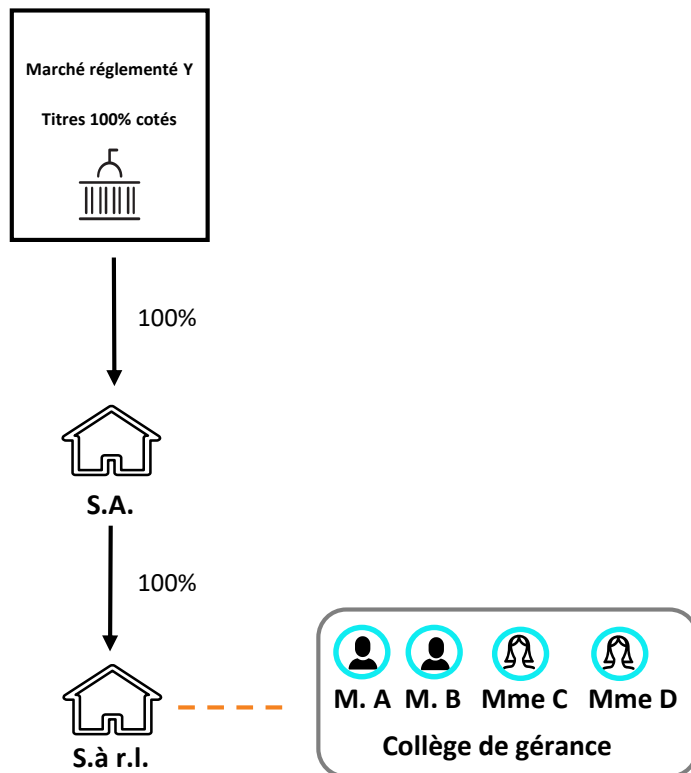 Marché réglementé Y
Titres 100% cotés
100%
S.A.
100%
S.à r.l.
M. A M. B Mme C Mme D
Collège de gérance